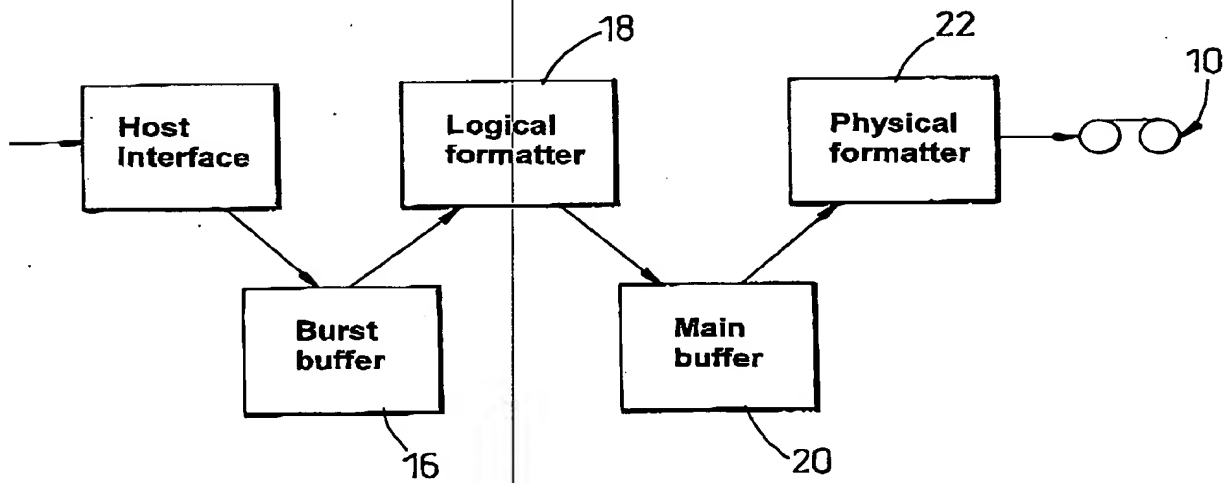 18
22
10
Host
Interface
Logical
formatter
Physical
formatter
Burst
buffer
Main
buffer
16
20